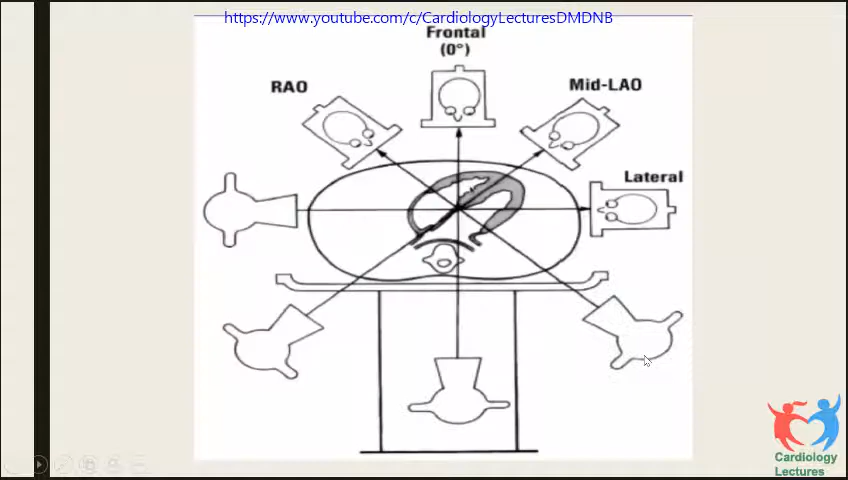 https://www.youtube.com/c/CardiologyLecturesDMDNB
Frontal
(0°)
RAO
Mid-LAO
Lateral
Cardiology
Lectures